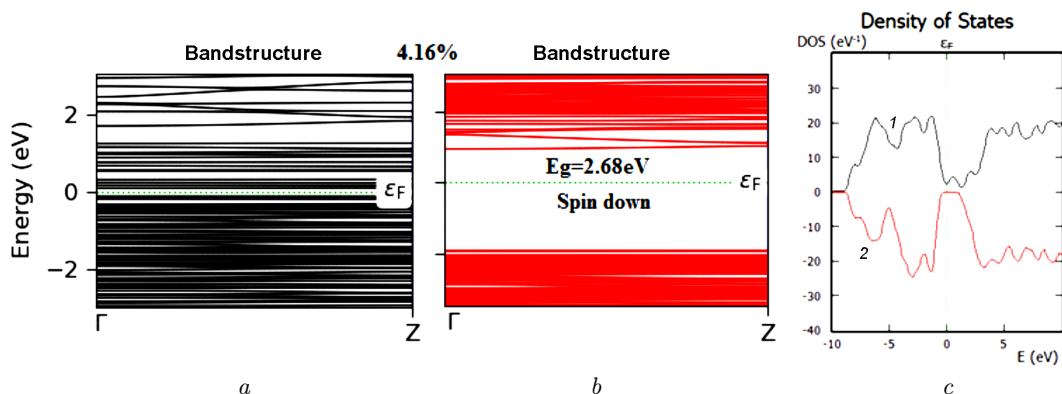 Density of States
DOS (eV⁻¹)
εF
Bandstructure
4.16%
Bandstructure
Energy (eV)
2
0
−2
εF
Γ
Z
Eg=2.68eV
εF
Spin down
Γ
Z
30
20
10
0
-10
-20
-30
-40
1
2
-10
-5
0
5
E (eV)
a
b
c